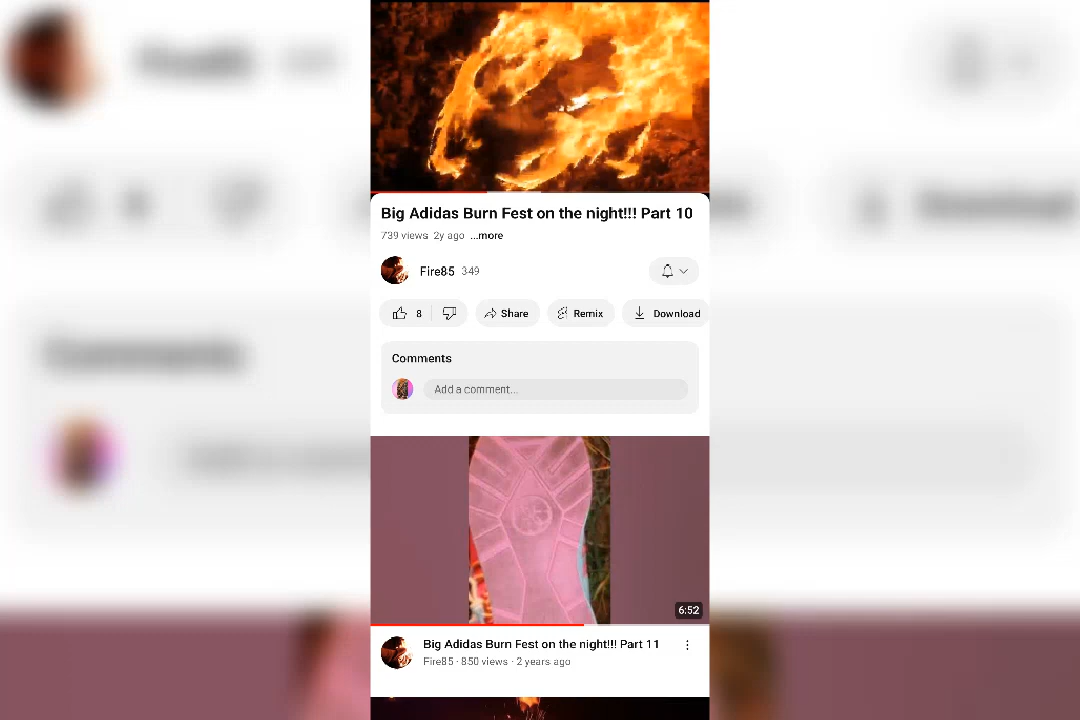 Big Adidas Burn Fest on the night!!! Part 10
739 views 2y ago ...more
Fire85 349
8 Share Remix Download
Comments
Add a comment...
6:52
Big Adidas Burn Fest on the night!!! Part 11
Fire85 · 850 views · 2 years ago